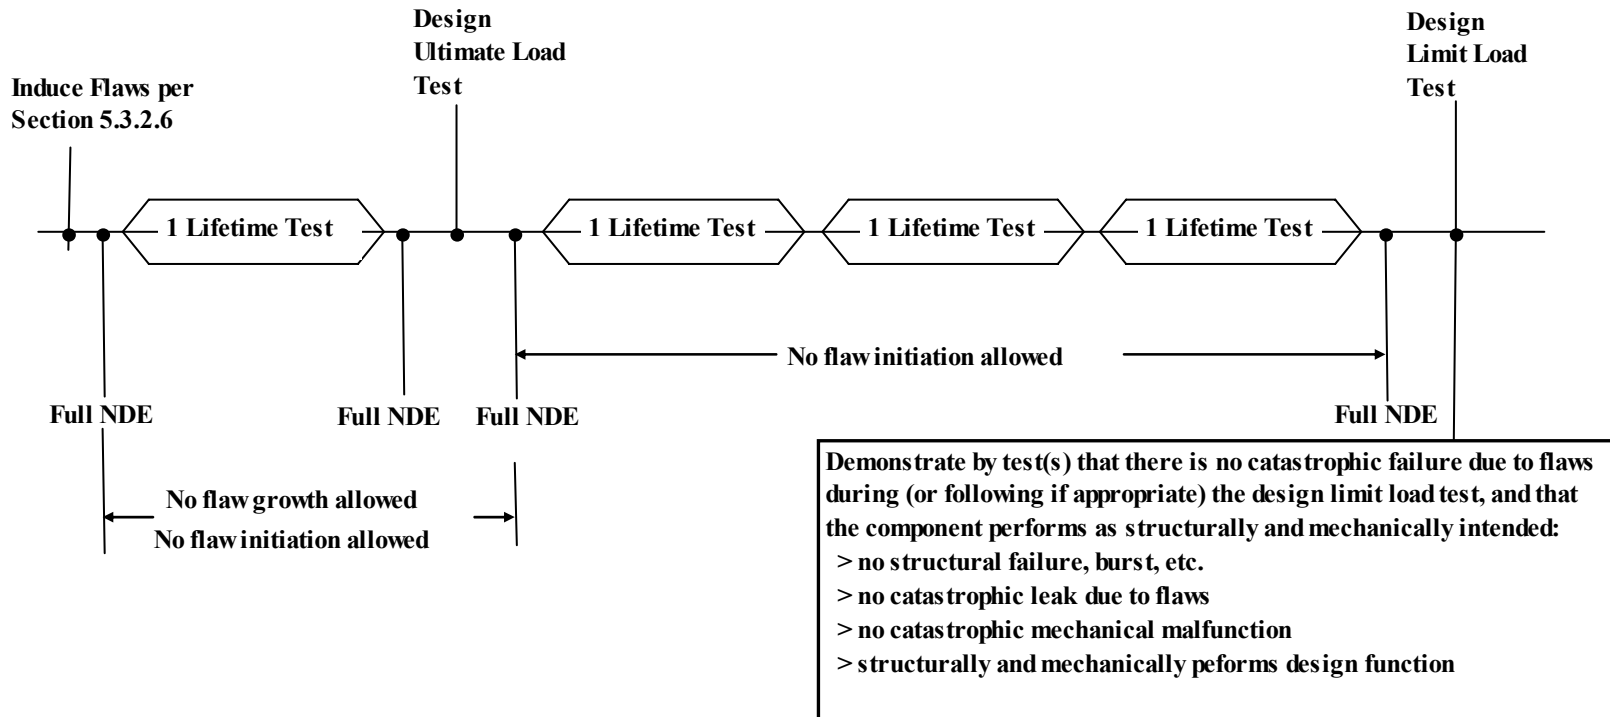 Design
Ultimate Load
Test
Design
Limit Load
Test
Induce Flaws per
Section 5.3.2.6
1 Lifetime Test
1 Lifetime Test
1 Lifetime Test
1 Lifetime Test
No flaw initiation allowed
Full NDE
Full NDE
Full NDE
Full NDE
No flaw growth allowed
No flaw initiation allowed
Demonstrate by test(s) that there is no catastrophic failure due to flaws
during (or following if appropriate) the design limit load test, and that
the component performs as structurally and mechanically intended:
> no structural failure, burst, etc.
> no catastrophic leak due to flaws
> no catastrophic mechanical malfunction
> structurally and mechanically peforms design function